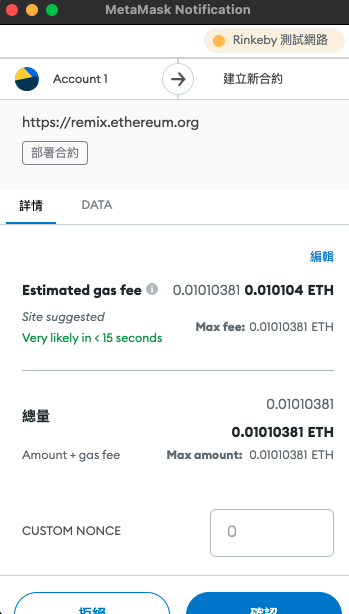 MetaMask Notification
Rinkeby 測試網路
Account 1
建立新合約
https://remix.ethereum.org
部署合約
詳情 DATA
編輯
Estimated gas fee 0.01010381 0.010104 ETH
Site suggested
Very likely in < 15 seconds
Max fee: 0.01010381 ETH
總量
0.01010381
0.01010381 ETH
Amount + gas fee Max amount: 0.01010381 ETH
CUSTOM NONCE 0
拒絕 確認